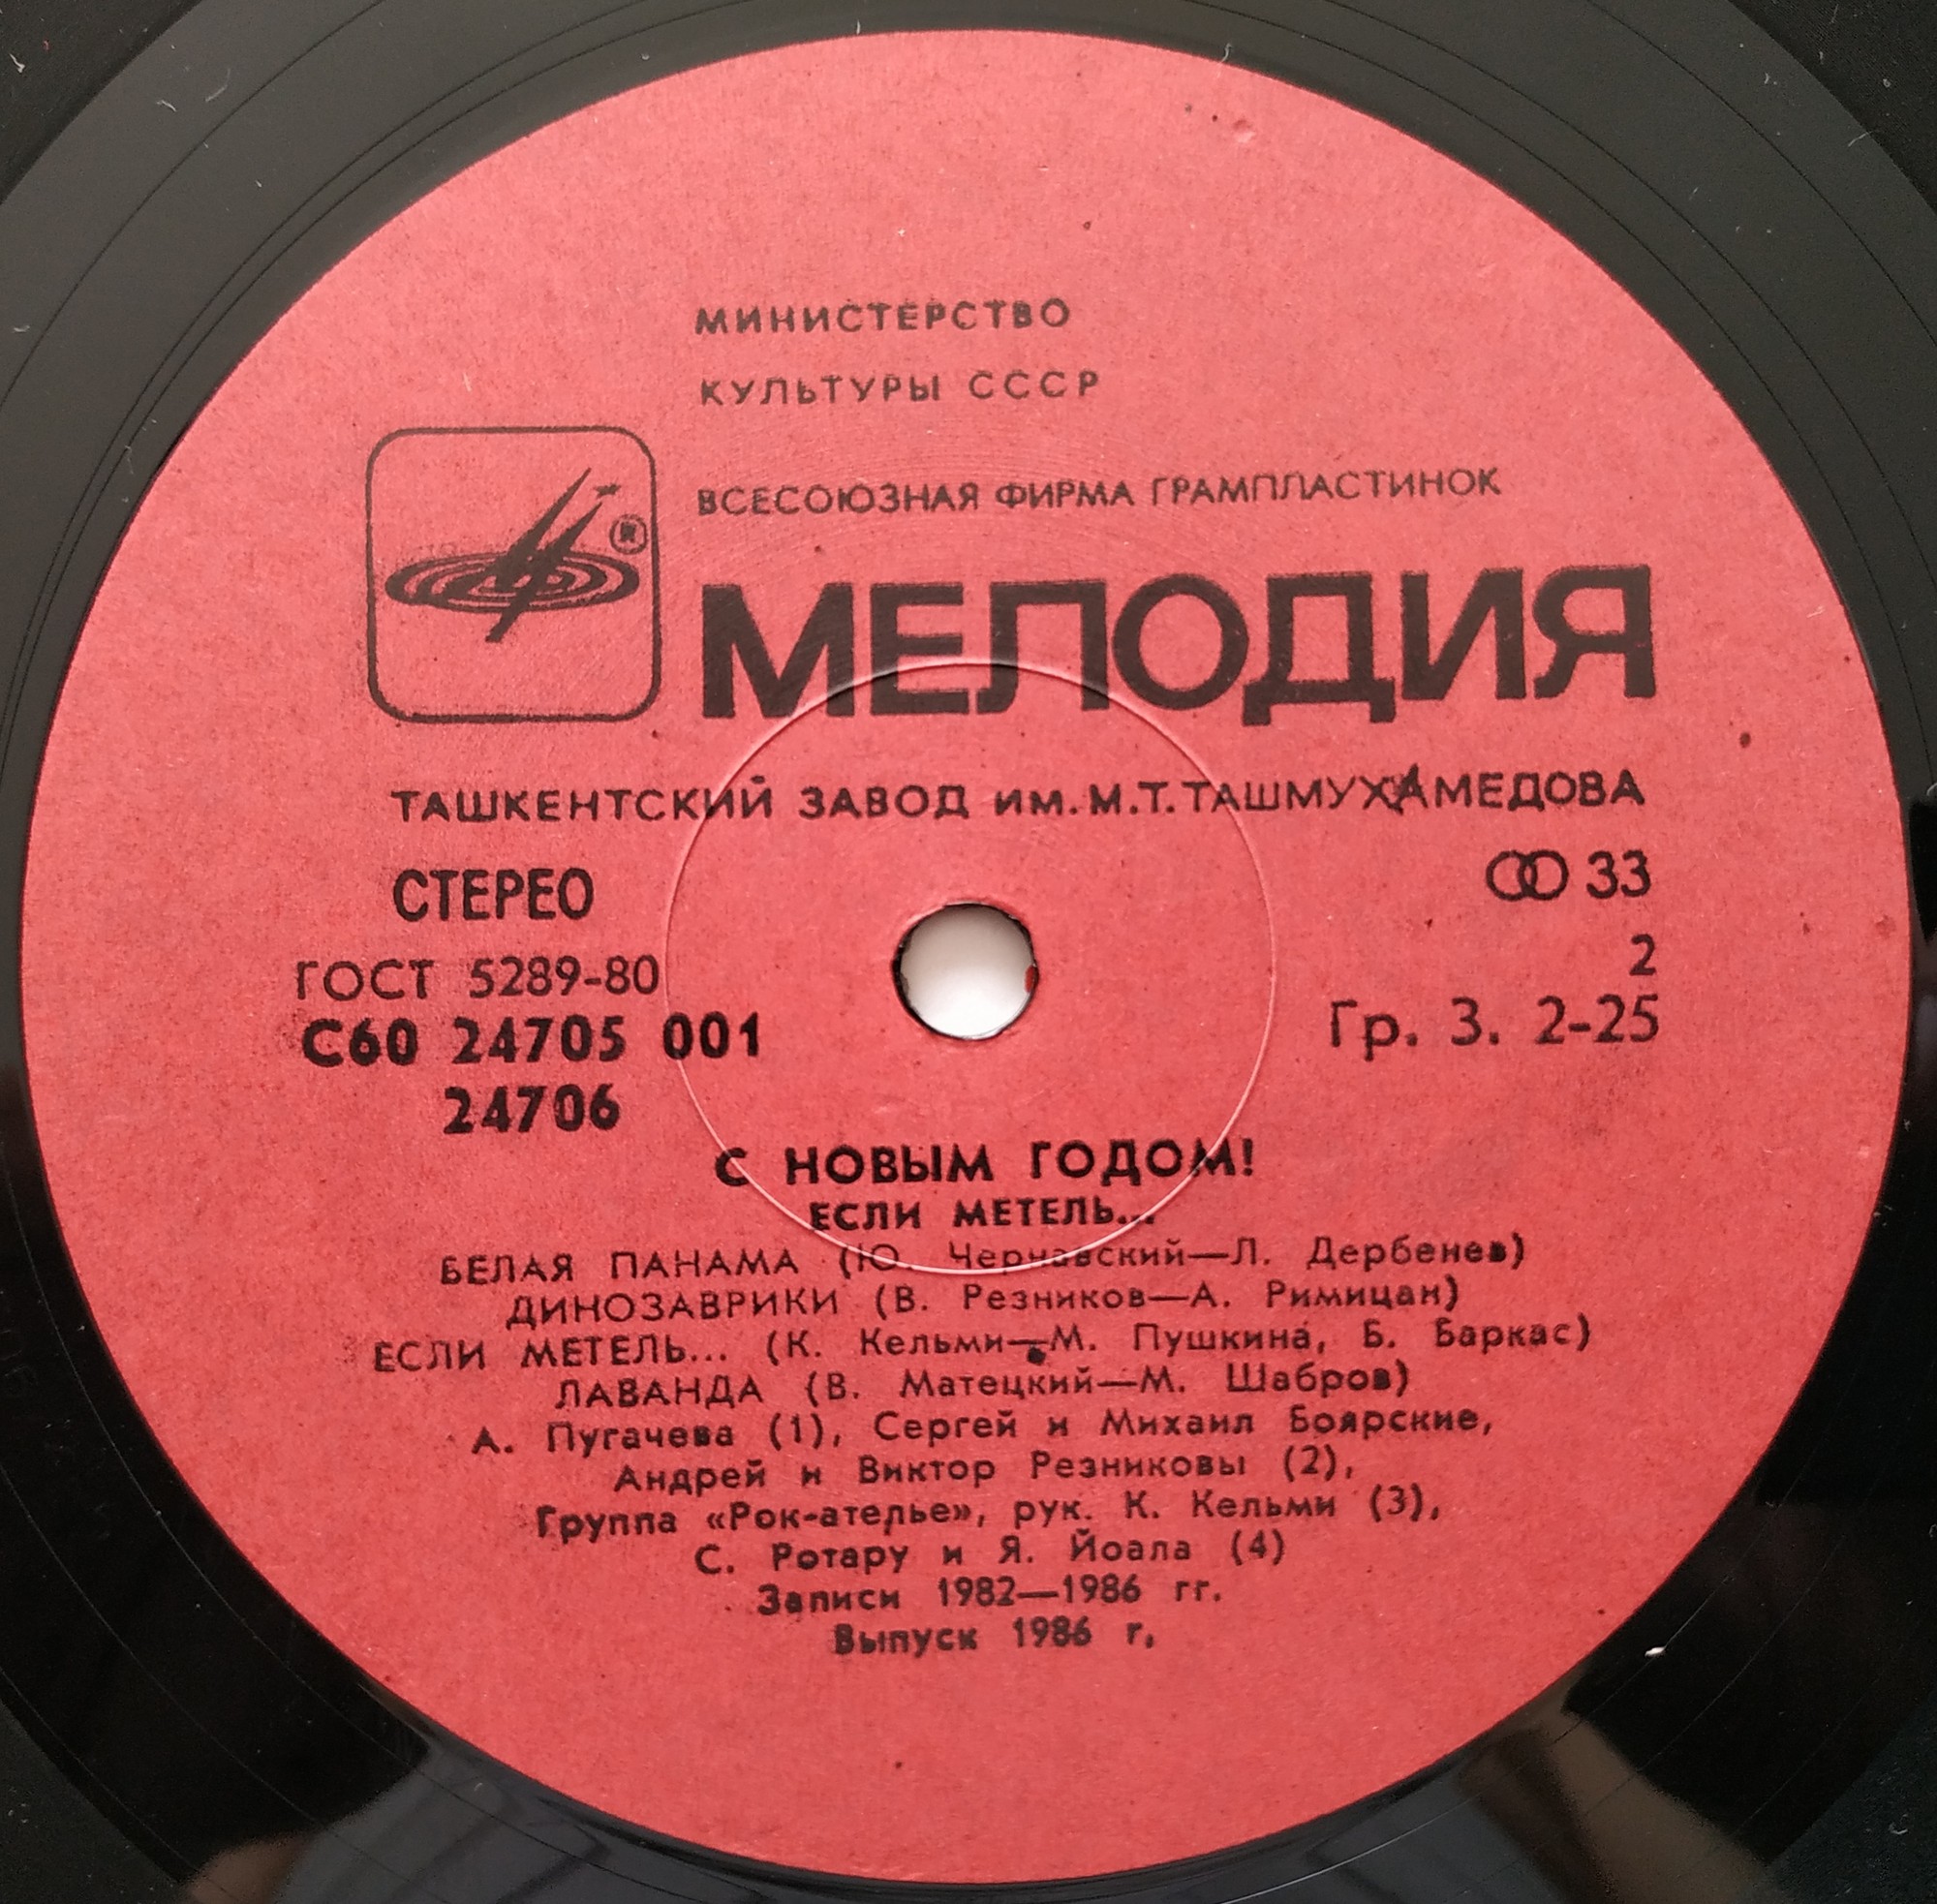 МИНИСТЕРСТВО
КУЛЬТУРЫ СССР
ВСЕСОЮЗНАЯ ФИРМА ГРАМПЛАСТИНОК
®
МЕЛОДИЯ
ТАШКЕНТСКИЙ ЗАВОД ИМ. М.Т. ТАШМУХАМЕДОВА
СТЕРЕО
33
ГОСТ 5289-80
2
С60 24705 001
Гр. 3. 2-25
24706
С НОВЫМ ГОДОМ!
ЕСЛИ МЕТЕЛЬ...
БЕЛАЯ ПАНАМА (Ю. Чернавский—Л. Дербенев)
ДИНОЗАВРИКИ (В. Резников—А. Римицан)
ЕСЛИ МЕТЕЛЬ... (К. Кельми—М. Пушкина, Б. Баркас)
ЛАВАНДА (В. Матецкий—М. Шабров)
А. Пугачева (1), Сергей и Михаил Боярские,
Андрей и Виктор Резниковы (2),
Группа «Рок-ателье», рук. К. Кельми (3),
С. Ротару и Я. Йоала (4)
Записи 1982—1986 гг.
Выпуск 1986 г.